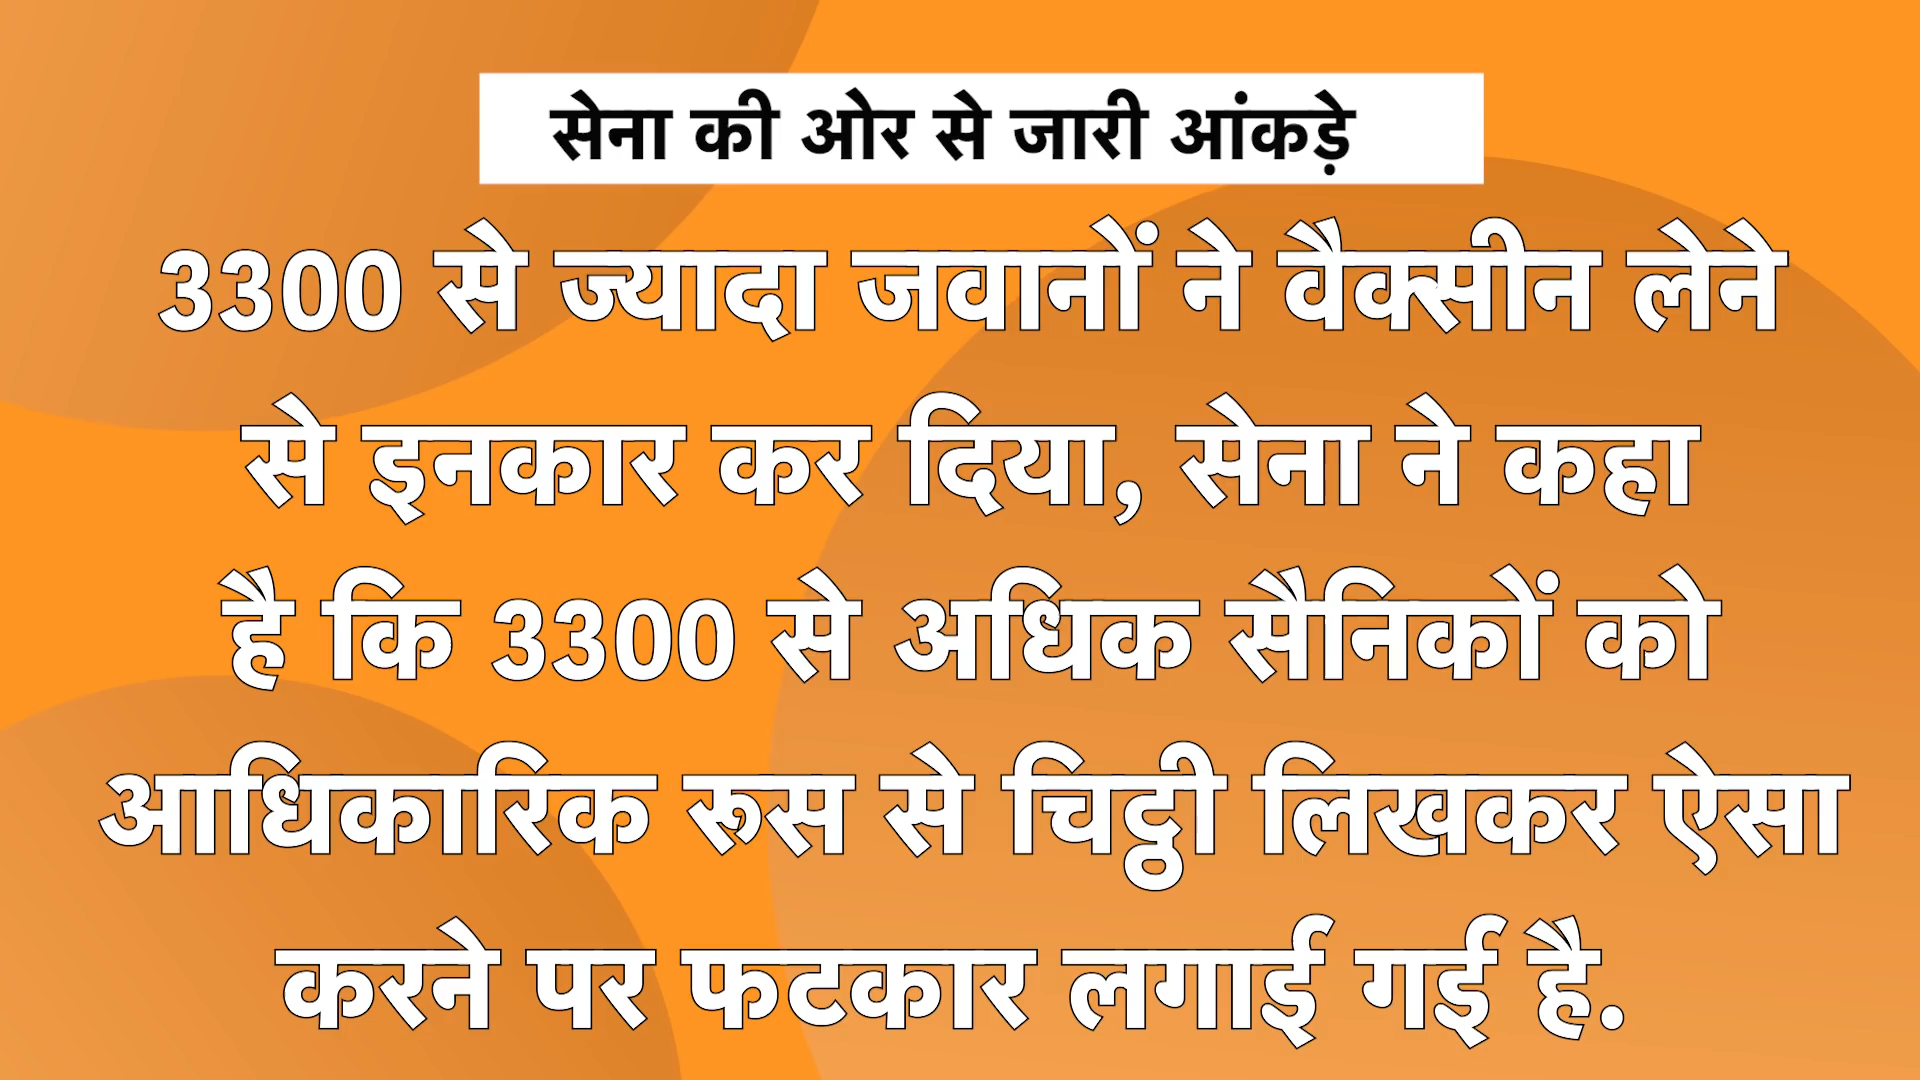 सेना की ओर से जारी आंकड़े
3300 से ज्यादा जवानों ने वैक्सीन लेने
से इनकार कर दिया, सेना ने कहा
है कि 3300 से अधिक सैनिकों को
आधिकारिक रूस से चिट्ठी लिखकर ऐसा
करने पर फटकार लगाई गई है.